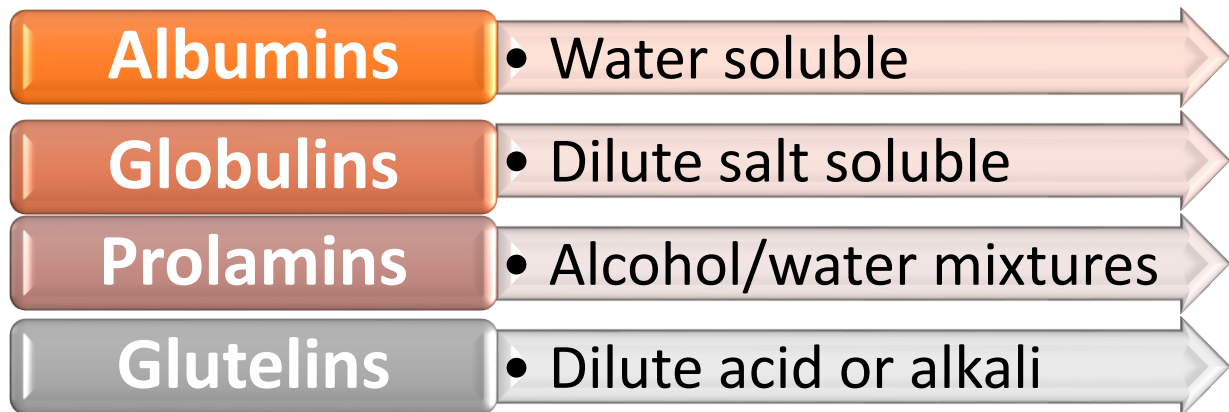 Albumins • Water soluble
Globulins • Dilute salt soluble
Prolamins • Alcohol/water mixtures
Glutelins • Dilute acid or alkali